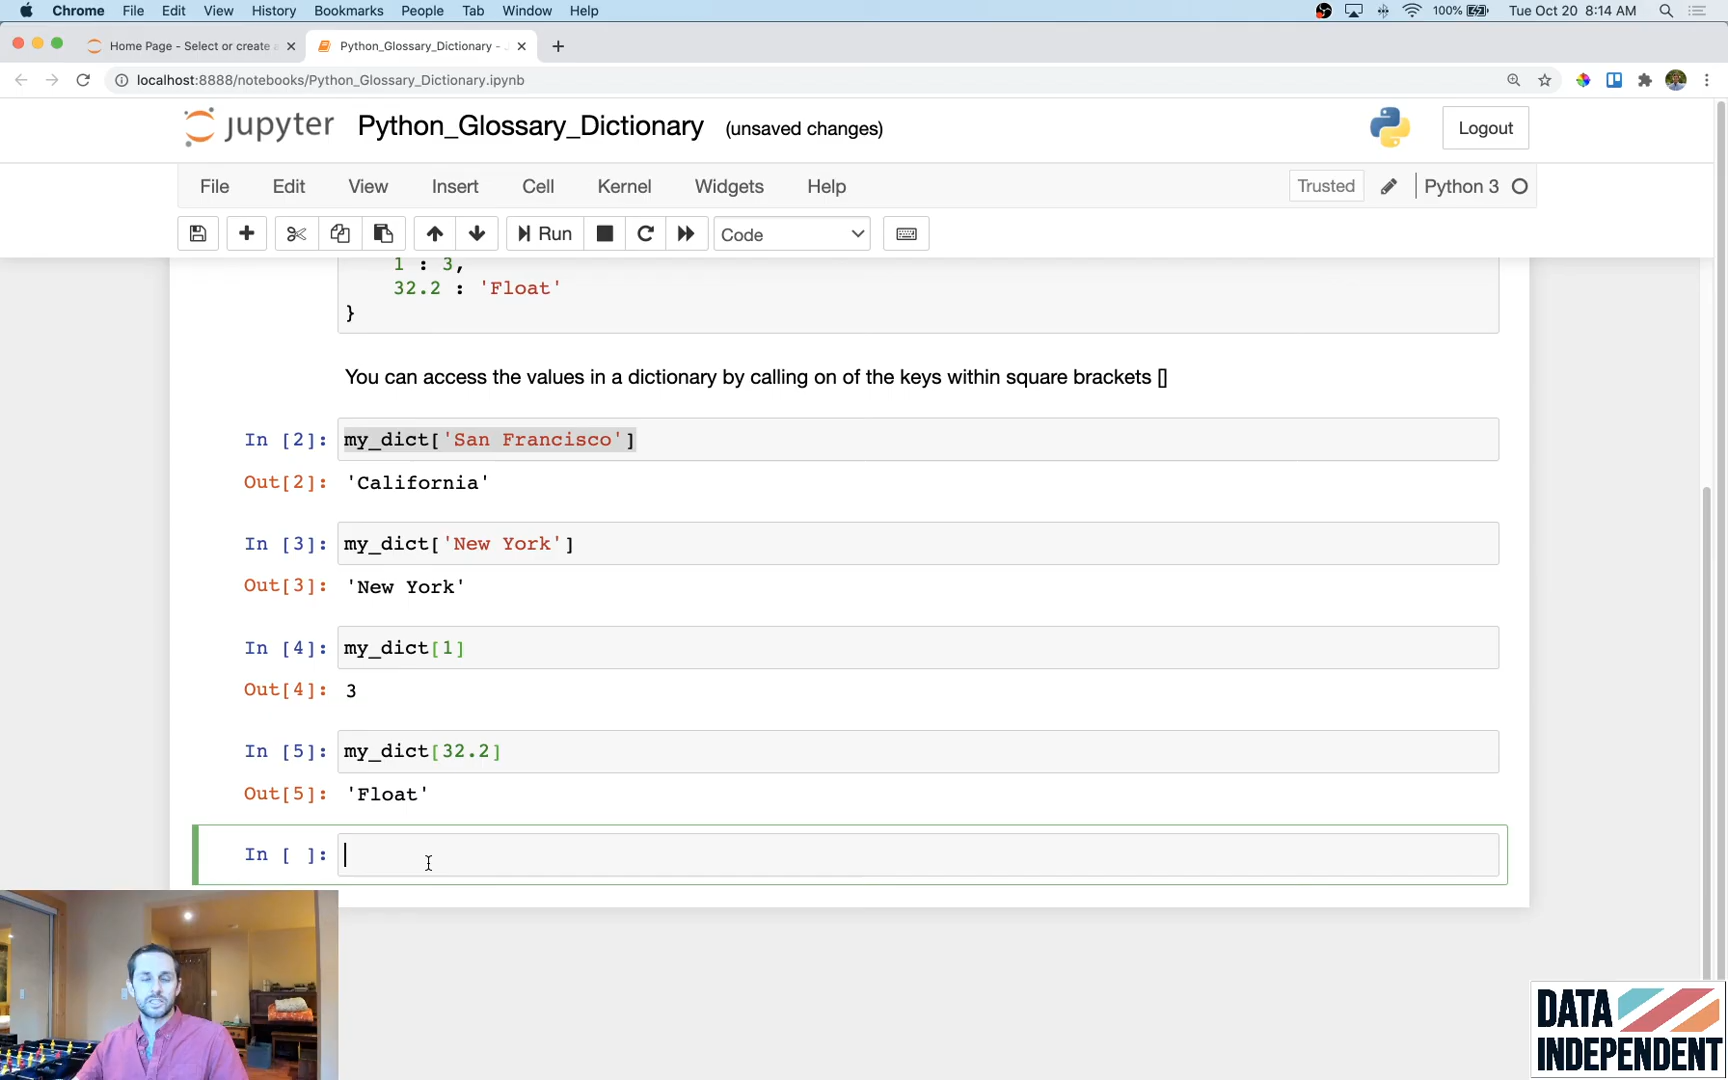 Chrome File Edit View History Bookmarks People Tab Window Help 100% Tue Oct 20 8:14 AM
Home Page - Select or create a Python_Glossary_Dictionary -
localhost:8888/notebooks/Python_Glossary_Dictionary.ipynb
jupyter Python_Glossary_Dictionary (unsaved changes) Logout
File Edit View Insert Cell Kernel Widgets Help Trusted Python 3
Run Code
1 : 3,
32.2 : 'Float'
}
You can access the values in a dictionary by calling on of the keys within square brackets []
In [2]: my_dict['San Francisco']
Out[2]: 'California'
In [3]: my_dict['New York']
Out[3]: 'New York'
In [4]: my_dict[1]
Out[4]: 3
In [5]: my_dict[32.2]
Out[5]: 'Float'
In [ ]:
DATA
INDEPENDENT